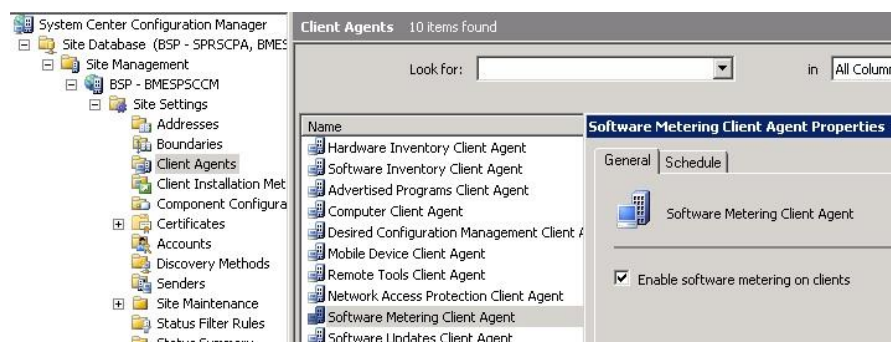 System Center Configuration Manager
Site Database (BSP - SPRSCPA, BMES
Site Management
BSP - BMESPSCCM
Site Settings
Addresses
Boundaries
Client Agents
Client Installation Met
Component Configura
Certificates
Accounts
Discovery Methods
Senders
Site Maintenance
Status Filter Rules
Status Summary
Client Agents 10 items found
Look for: in All Column
Name
Hardware Inventory Client Agent
Software Inventory Client Agent
Advertised Programs Client Agent
Computer Client Agent
Desired Configuration Management Client A
Mobile Device Client Agent
Remote Tools Client Agent
Network Access Protection Client Agent
Software Metering Client Agent
Software Updates Client Agent
Software Metering Client Agent Properties
General Schedule
Software Metering Client Agent
Enable software metering on clients